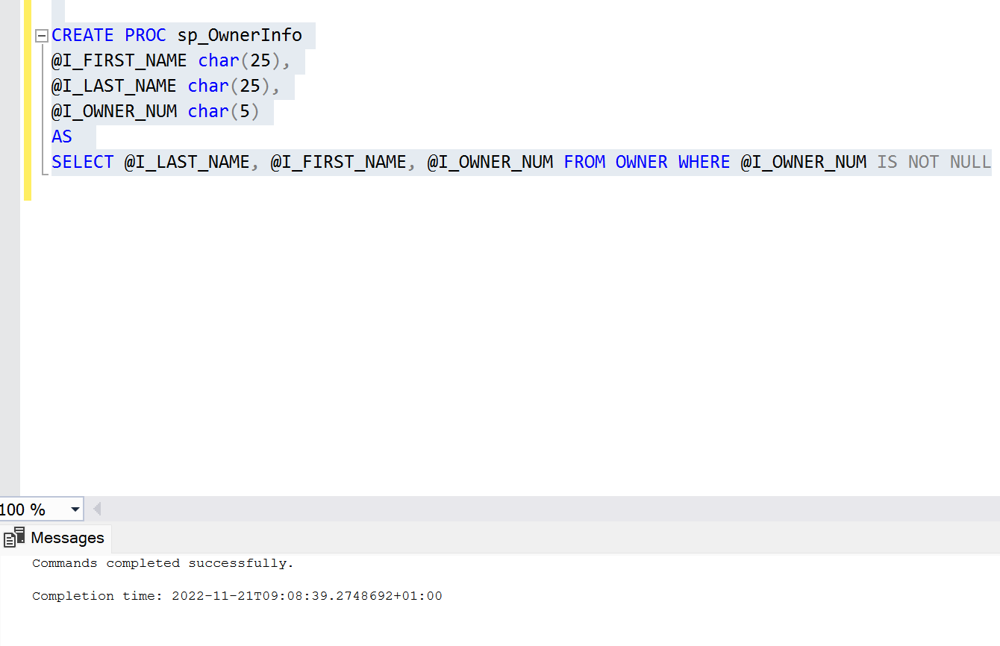 CREATE PROC sp_OwnerInfo
@I_FIRST_NAME char(25),
@I_LAST_NAME char(25),
@I_OWNER_NUM char(5)
AS
SELECT @I_LAST_NAME, @I_FIRST_NAME, @I_OWNER_NUM FROM OWNER WHERE @I_OWNER_NUM IS NOT NULL
100 %
Messages
Commands completed successfully.
Completion time: 2022-11-21T09:08:39.2748692+01:00